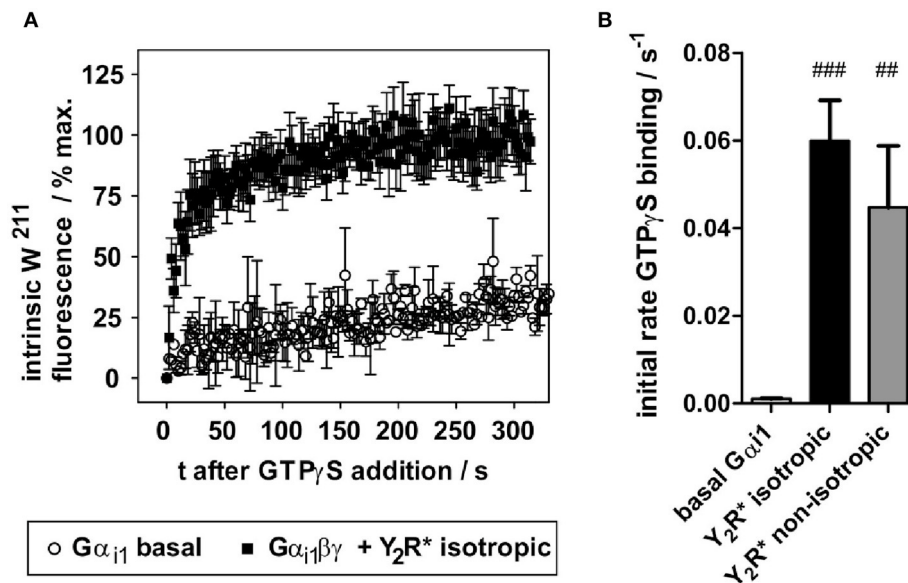 A
125
100
75
50
25
0
intrinsic W²¹¹
fluorescence / % max.
0 50 100 150 200 250 300
t after GTPγS addition / s
○ Gαi1 basal ■ Gαi1βγ + Y₂R* isotropic
B
0.08
0.06
0.04
0.02
0.00
initial rate GTPγS binding / s⁻¹
###
##
basal Gαi1
Y₂R* isotropic
Y₂R* non-isotropic